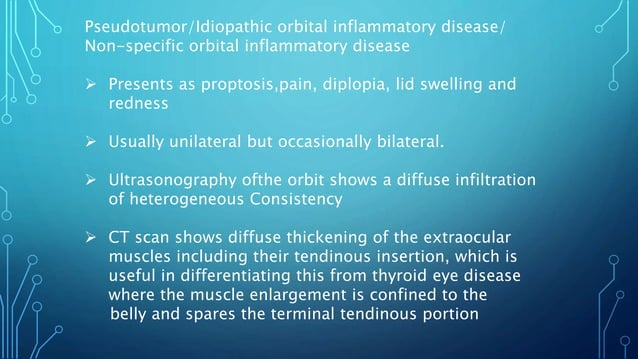 Pseudotumor/Idiopathic orbital inflammatory disease/
Non-specific orbital inflammatory disease
➢ Presents as proptosis,pain, diplopia, lid swelling and
redness
➢ Usually unilateral but occasionally bilateral.
➢ Ultrasonography ofthe orbit shows a diffuse infiltration
of heterogeneous Consistency
➢ CT scan shows diffuse thickening of the extraocular
muscles including their tendinous insertion, which is
useful in differentiating this from thyroid eye disease
where the muscle enlargement is confined to the
belly and spares the terminal tendinous portion